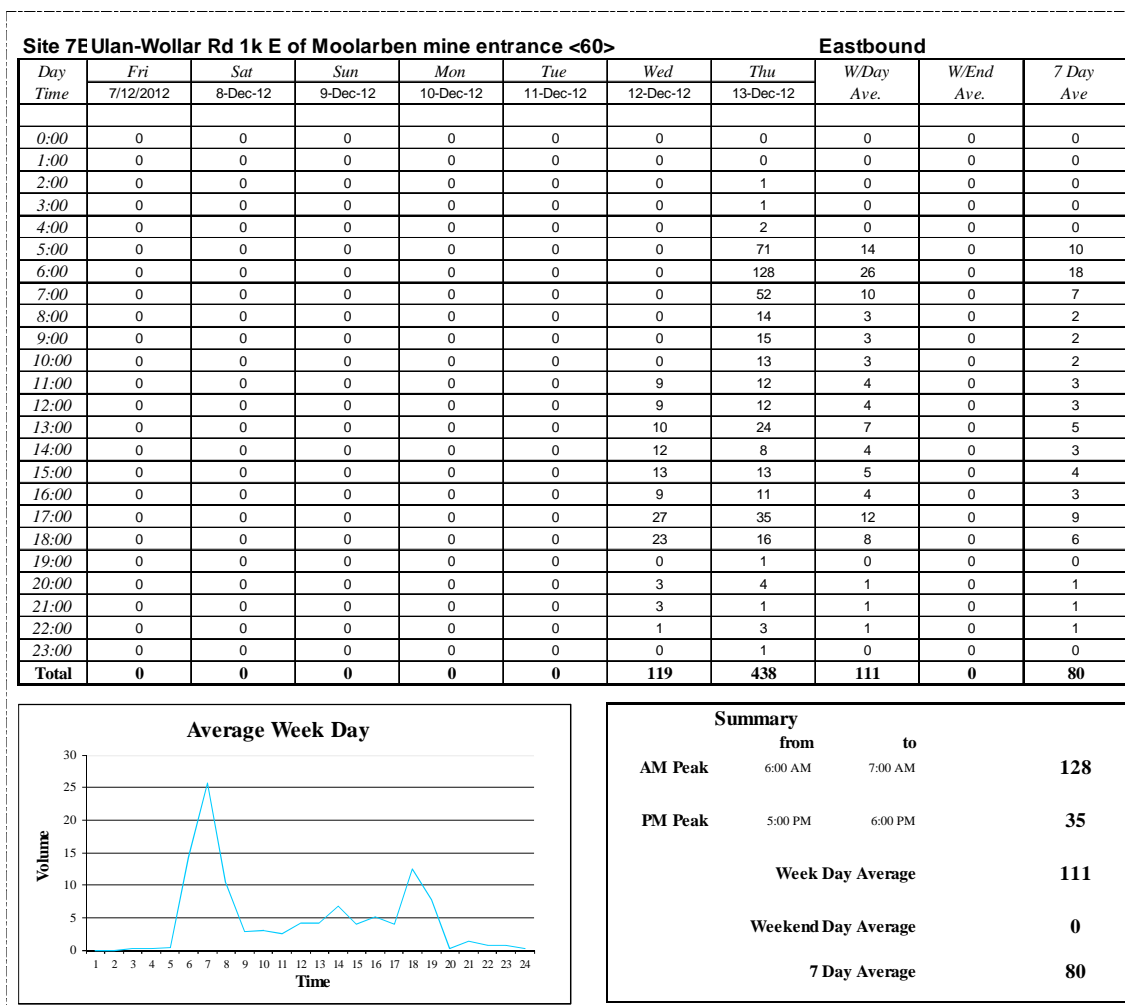 Site 7E Ulan-Wollar Rd 1k E of Moolarben mine entrance <60> Eastbound
Day Fri Sat Sun Mon Tue Wed Thu W/Day W/End 7 Day
Time 7/12/2012 8-Dec-12 9-Dec-12 10-Dec-12 11-Dec-12 12-Dec-12 13-Dec-12 Ave. Ave. Ave
0:00 0 0 0 0 0 0 0 0 0 0
1:00 0 0 0 0 0 0 0 0 0 0
2:00 0 0 0 0 0 0 1 0 0 0
3:00 0 0 0 0 0 0 1 0 0 0
4:00 0 0 0 0 0 0 2 0 0 0
5:00 0 0 0 0 0 0 71 14 0 10
6:00 0 0 0 0 0 0 128 26 0 18
7:00 0 0 0 0 0 0 52 10 0 7
8:00 0 0 0 0 0 0 14 3 0 2
9:00 0 0 0 0 0 0 15 3 0 2
10:00 0 0 0 0 0 0 13 3 0 2
11:00 0 0 0 0 0 9 12 4 0 3
12:00 0 0 0 0 0 9 12 4 0 3
13:00 0 0 0 0 0 10 24 7 0 5
14:00 0 0 0 0 0 12 8 4 0 3
15:00 0 0 0 0 0 13 13 5 0 4
16:00 0 0 0 0 0 9 11 4 0 3
17:00 0 0 0 0 0 27 35 12 0 9
18:00 0 0 0 0 0 23 16 8 0 6
19:00 0 0 0 0 0 0 1 0 0 0
20:00 0 0 0 0 0 3 4 1 0 1
21:00 0 0 0 0 0 3 1 1 0 1
22:00 0 0 0 0 0 1 3 1 0 1
23:00 0 0 0 0 0 0 1 0 0 0
Total 0 0 0 0 0 119 438 111 0 80
Average Week Day
30
25
20
15
10
5
0
Volume
1 2 3 4 5 6 7 8 9 10 11 12 13 14 15 16 17 18 19 20 21 22 23 24
Time
Summary
from to
AM Peak 6:00 AM 7:00 AM 128
PM Peak 5:00 PM 6:00 PM 35
Week Day Average 111
Weekend Day Average 0
7 Day Average 80